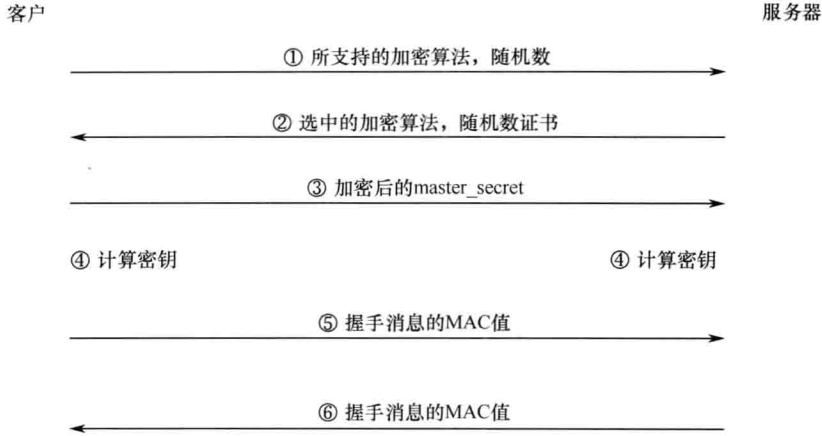 客户
服务器
① 所支持的加密算法，随机数
② 选中的加密算法，随机数证书
③ 加密后的master_secret
④ 计算密钥
④ 计算密钥
⑤ 握手消息的MAC值
⑥ 握手消息的MAC值